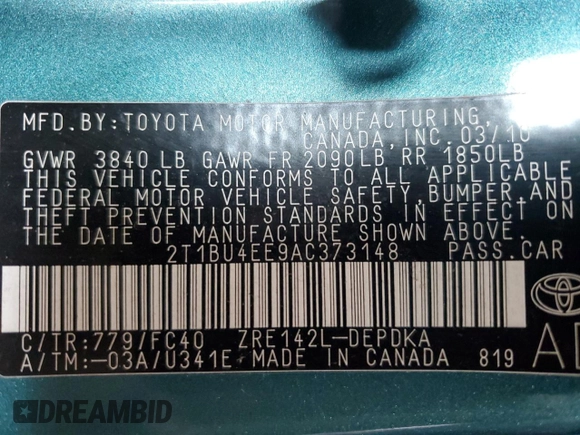 MFD.BY:TOYOTA MOTOR MANUFACTURING,
CANADA, INC. 03/10
GVWR 3840LB GAWR FR 2090LB RR 1850LB
THIS VEHICLE CONFORMS TO ALL APPLICABLE
FEDERAL MOTOR VEHICLE SAFETY,BUMPER AND
THEFT PREVENTION STANDARDS IN EFFECT ON
THE DATE OF MANUFACTURE SHOWN ABOVE.
2T1BU4EE9AC373148 PASS.CAR
C/TR:779/FC40 ZRE142L-DEPDKA
A/TM:-03A/U341E MADE IN CANADA 819
DREAMBID